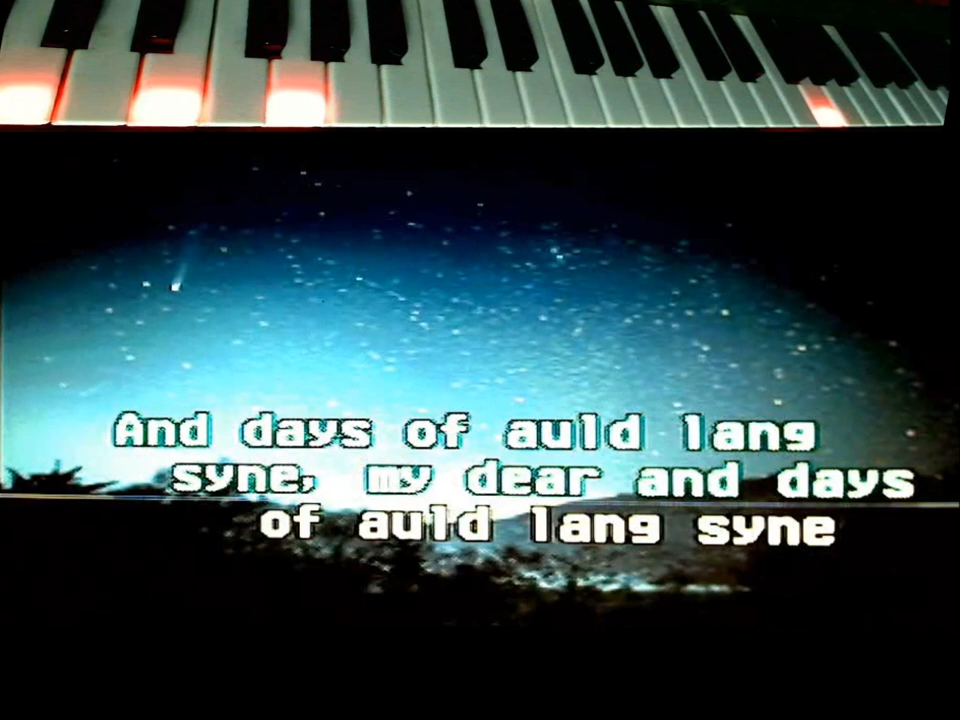 And days of auld lang
syne, my dear and days
of auld lang syne